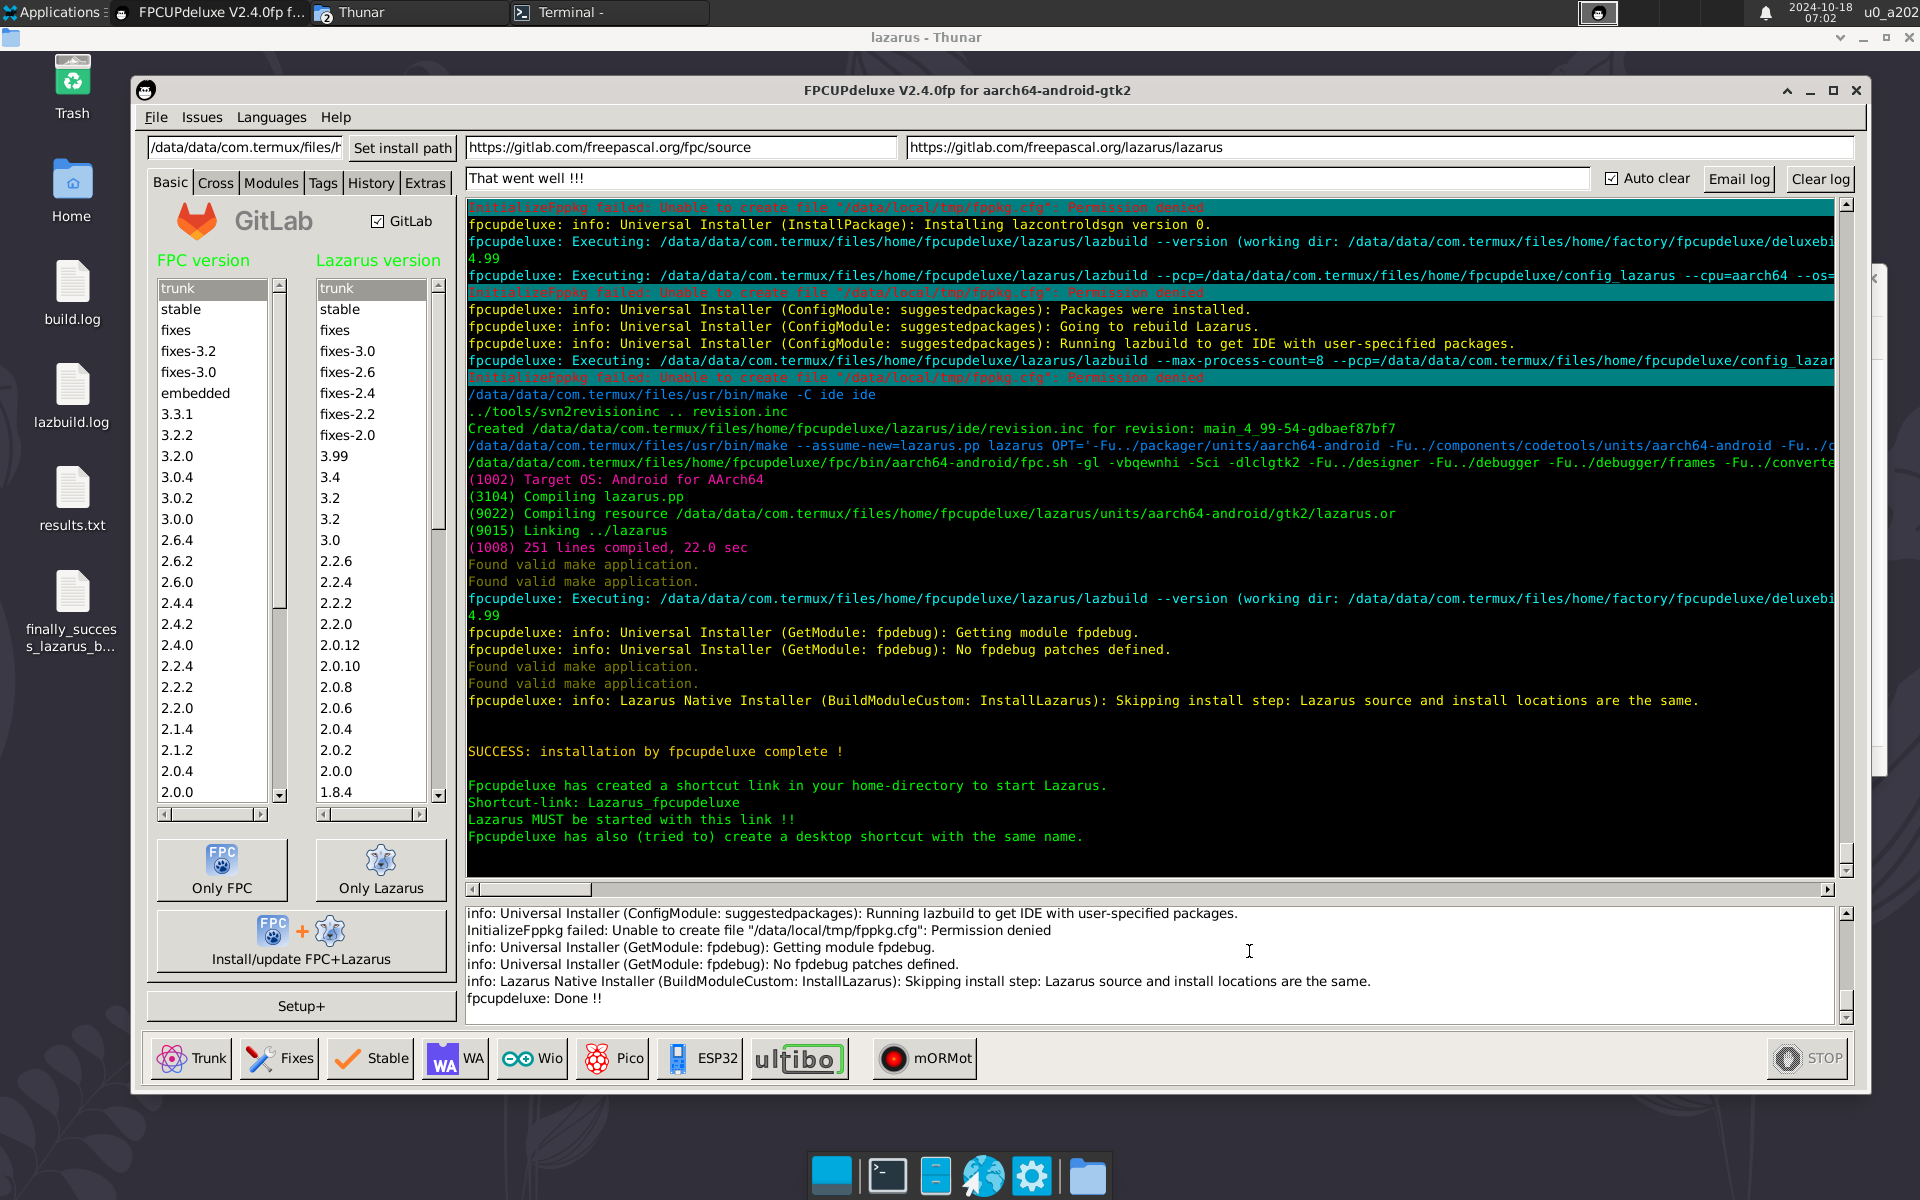 Applications
FPCUPdeluxe V2.4.0fp f...
2
Thunar
Terminal -
2024-10-18
07:02
u0_a202
lazarus - Thunar
Trash
Home
build.log
lazbuild.log
results.txt
finally_succes
s_lazarus_b...
FPCUPdeluxe V2.4.0fp for aarch64-android-gtk2
File Issues Languages Help
/data/data/com.termux/files/h
Set install path
https://gitlab.com/freepascal.org/fpc/source
https://gitlab.com/freepascal.org/lazarus/lazarus
Basic Cross Modules Tags History Extras
That went well !!!
Auto clear
Email log
Clear log
GitLab
GitLab
FPC version
trunk
stable
fixes
fixes-3.2
fixes-3.0
embedded
3.3.1
3.2.2
3.2.0
3.0.4
3.0.2
3.0.0
2.6.4
2.6.2
2.6.0
2.4.4
2.4.2
2.4.0
2.2.4
2.2.2
2.2.0
2.1.4
2.1.2
2.0.4
2.0.0
Lazarus version
trunk
stable
fixes
fixes-3.0
fixes-2.6
fixes-2.4
fixes-2.2
fixes-2.0
3.99
3.4
3.2
3.2
3.0
2.2.6
2.2.4
2.2.2
2.2.0
2.0.12
2.0.10
2.0.8
2.0.6
2.0.4
2.0.2
2.0.0
1.8.4
FPC
Only FPC
Only Lazarus
FPC +
Install/update FPC+Lazarus
Setup+
InitializeFppkg failed: Unable to create file "/data/local/tmp/fppkg.cfg": Permission denied
fpcupdeluxe: info: Universal Installer (InstallPackage): Installing lazcontroldsgn version 0.
fpcupdeluxe: Executing: /data/data/com.termux/files/home/fpcupdeluxe/lazarus/lazbuild --version (working dir: /data/data/com.termux/files/home/factory/fpcupdeluxe/deluxebi
4.99
fpcupdeluxe: Executing: /data/data/com.termux/files/home/fpcupdeluxe/lazarus/lazbuild --pcp=/data/data/com.termux/files/home/fpcupdeluxe/config_lazarus --cpu=aarch64 --os=
InitializeFppkg failed: Unable to create file "/data/local/tmp/fppkg.cfg": Permission denied
fpcupdeluxe: info: Universal Installer (ConfigModule: suggestedpackages): Packages were installed.
fpcupdeluxe: info: Universal Installer (ConfigModule: suggestedpackages): Going to rebuild Lazarus.
fpcupdeluxe: info: Universal Installer (ConfigModule: suggestedpackages): Running lazbuild to get IDE with user-specified packages.
fpcupdeluxe: Executing: /data/data/com.termux/files/home/fpcupdeluxe/lazarus/lazbuild --max-process-count=8 --pcp=/data/data/com.termux/files/home/fpcupdeluxe/config_lazar
InitializeFppkg failed: Unable to create file "/data/local/tmp/fppkg.cfg": Permission denied
/data/data/com.termux/files/usr/bin/make -C ide ide
../tools/svn2revisioninc .. revision.inc
Created /data/data/com.termux/files/home/fpcupdeluxe/lazarus/ide/revision.inc for revision: main_4_99-54-gdbaef87bf7
/data/data/com.termux/files/usr/bin/make --assume-new=lazarus.pp lazarus OPT='-Fu../packager/units/aarch64-android -Fu../components/codetools/units/aarch64-android -Fu../c
/data/data/com.termux/files/home/fpcupdeluxe/fpc/bin/aarch64-android/fpc.sh -gl -vbqewnhi -Sci -dlclgtk2 -Fu../designer -Fu../debugger -Fu../debugger/frames -Fu../converte
(1002) Target OS: Android for AArch64
(3104) Compiling lazarus.pp
(9022) Compiling resource /data/data/com.termux/files/home/fpcupdeluxe/lazarus/units/aarch64-android/gtk2/lazarus.or
(9015) Linking ../lazarus
(1008) 251 lines compiled, 22.0 sec
Found valid make application.
Found valid make application.
fpcupdeluxe: Executing: /data/data/com.termux/files/home/fpcupdeluxe/lazarus/lazbuild --version (working dir: /data/data/com.termux/files/home/factory/fpcupdeluxe/deluxebi
4.99
fpcupdeluxe: info: Universal Installer (GetModule: fpdebug): Getting module fpdebug.
fpcupdeluxe: info: Universal Installer (GetModule: fpdebug): No fpdebug patches defined.
Found valid make application.
Found valid make application.
fpcupdeluxe: info: Lazarus Native Installer (BuildModuleCustom: InstallLazarus): Skipping install step: Lazarus source and install locations are the same.
SUCCESS: installation by fpcupdeluxe complete !
Fpcupdeluxe has created a shortcut link in your home-directory to start Lazarus.
Shortcut-link: Lazarus_fpcupdeluxe
Lazarus MUST be started with this link !!
Fpcupdeluxe has also (tried to) create a desktop shortcut with the same name.
info: Universal Installer (ConfigModule: suggestedpackages): Running lazbuild to get IDE with user-specified packages.
InitializeFppkg failed: Unable to create file "/data/local/tmp/fppkg.cfg": Permission denied
info: Universal Installer (GetModule: fpdebug): Getting module fpdebug.
info: Universal Installer (GetModule: fpdebug): No fpdebug patches defined.
info: Lazarus Native Installer (BuildModuleCustom: InstallLazarus): Skipping install step: Lazarus source and install locations are the same.
fpcupdeluxe: Done !!
Trunk
Fixes
Stable
WA WA
Wio
Pico
ESP32
ultibo
mORMot
STOP